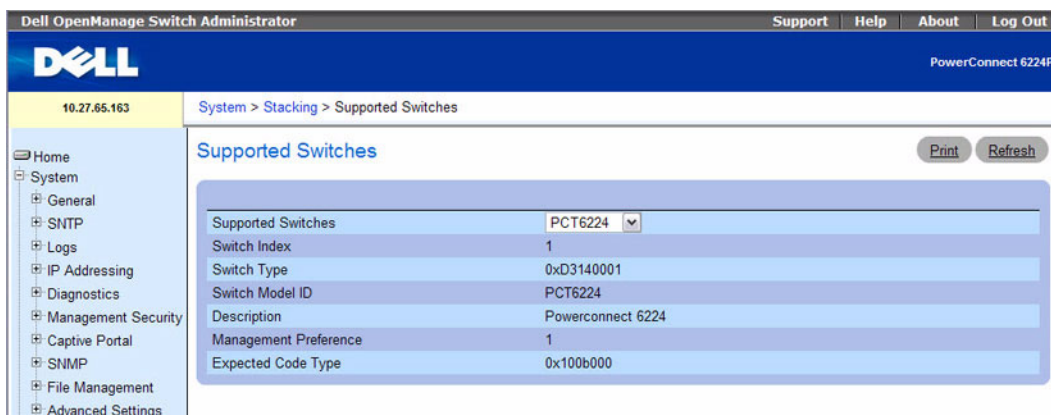 Dell OpenManage Switch Administrator
Support Help About Log Out
DELL
PowerConnect 6224P
10.27.65.163
System > Stacking > Supported Switches
Home
System
General
SNTP
Logs
IP Addressing
Diagnostics
Management Security
Captive Portal
SNMP
File Management
Advanced Settings
Supported Switches
Print Refresh
Supported Switches PCT6224
Switch Index 1
Switch Type 0xD3140001
Switch Model ID PCT6224
Description Powerconnect 6224
Management Preference 1
Expected Code Type 0x100b000